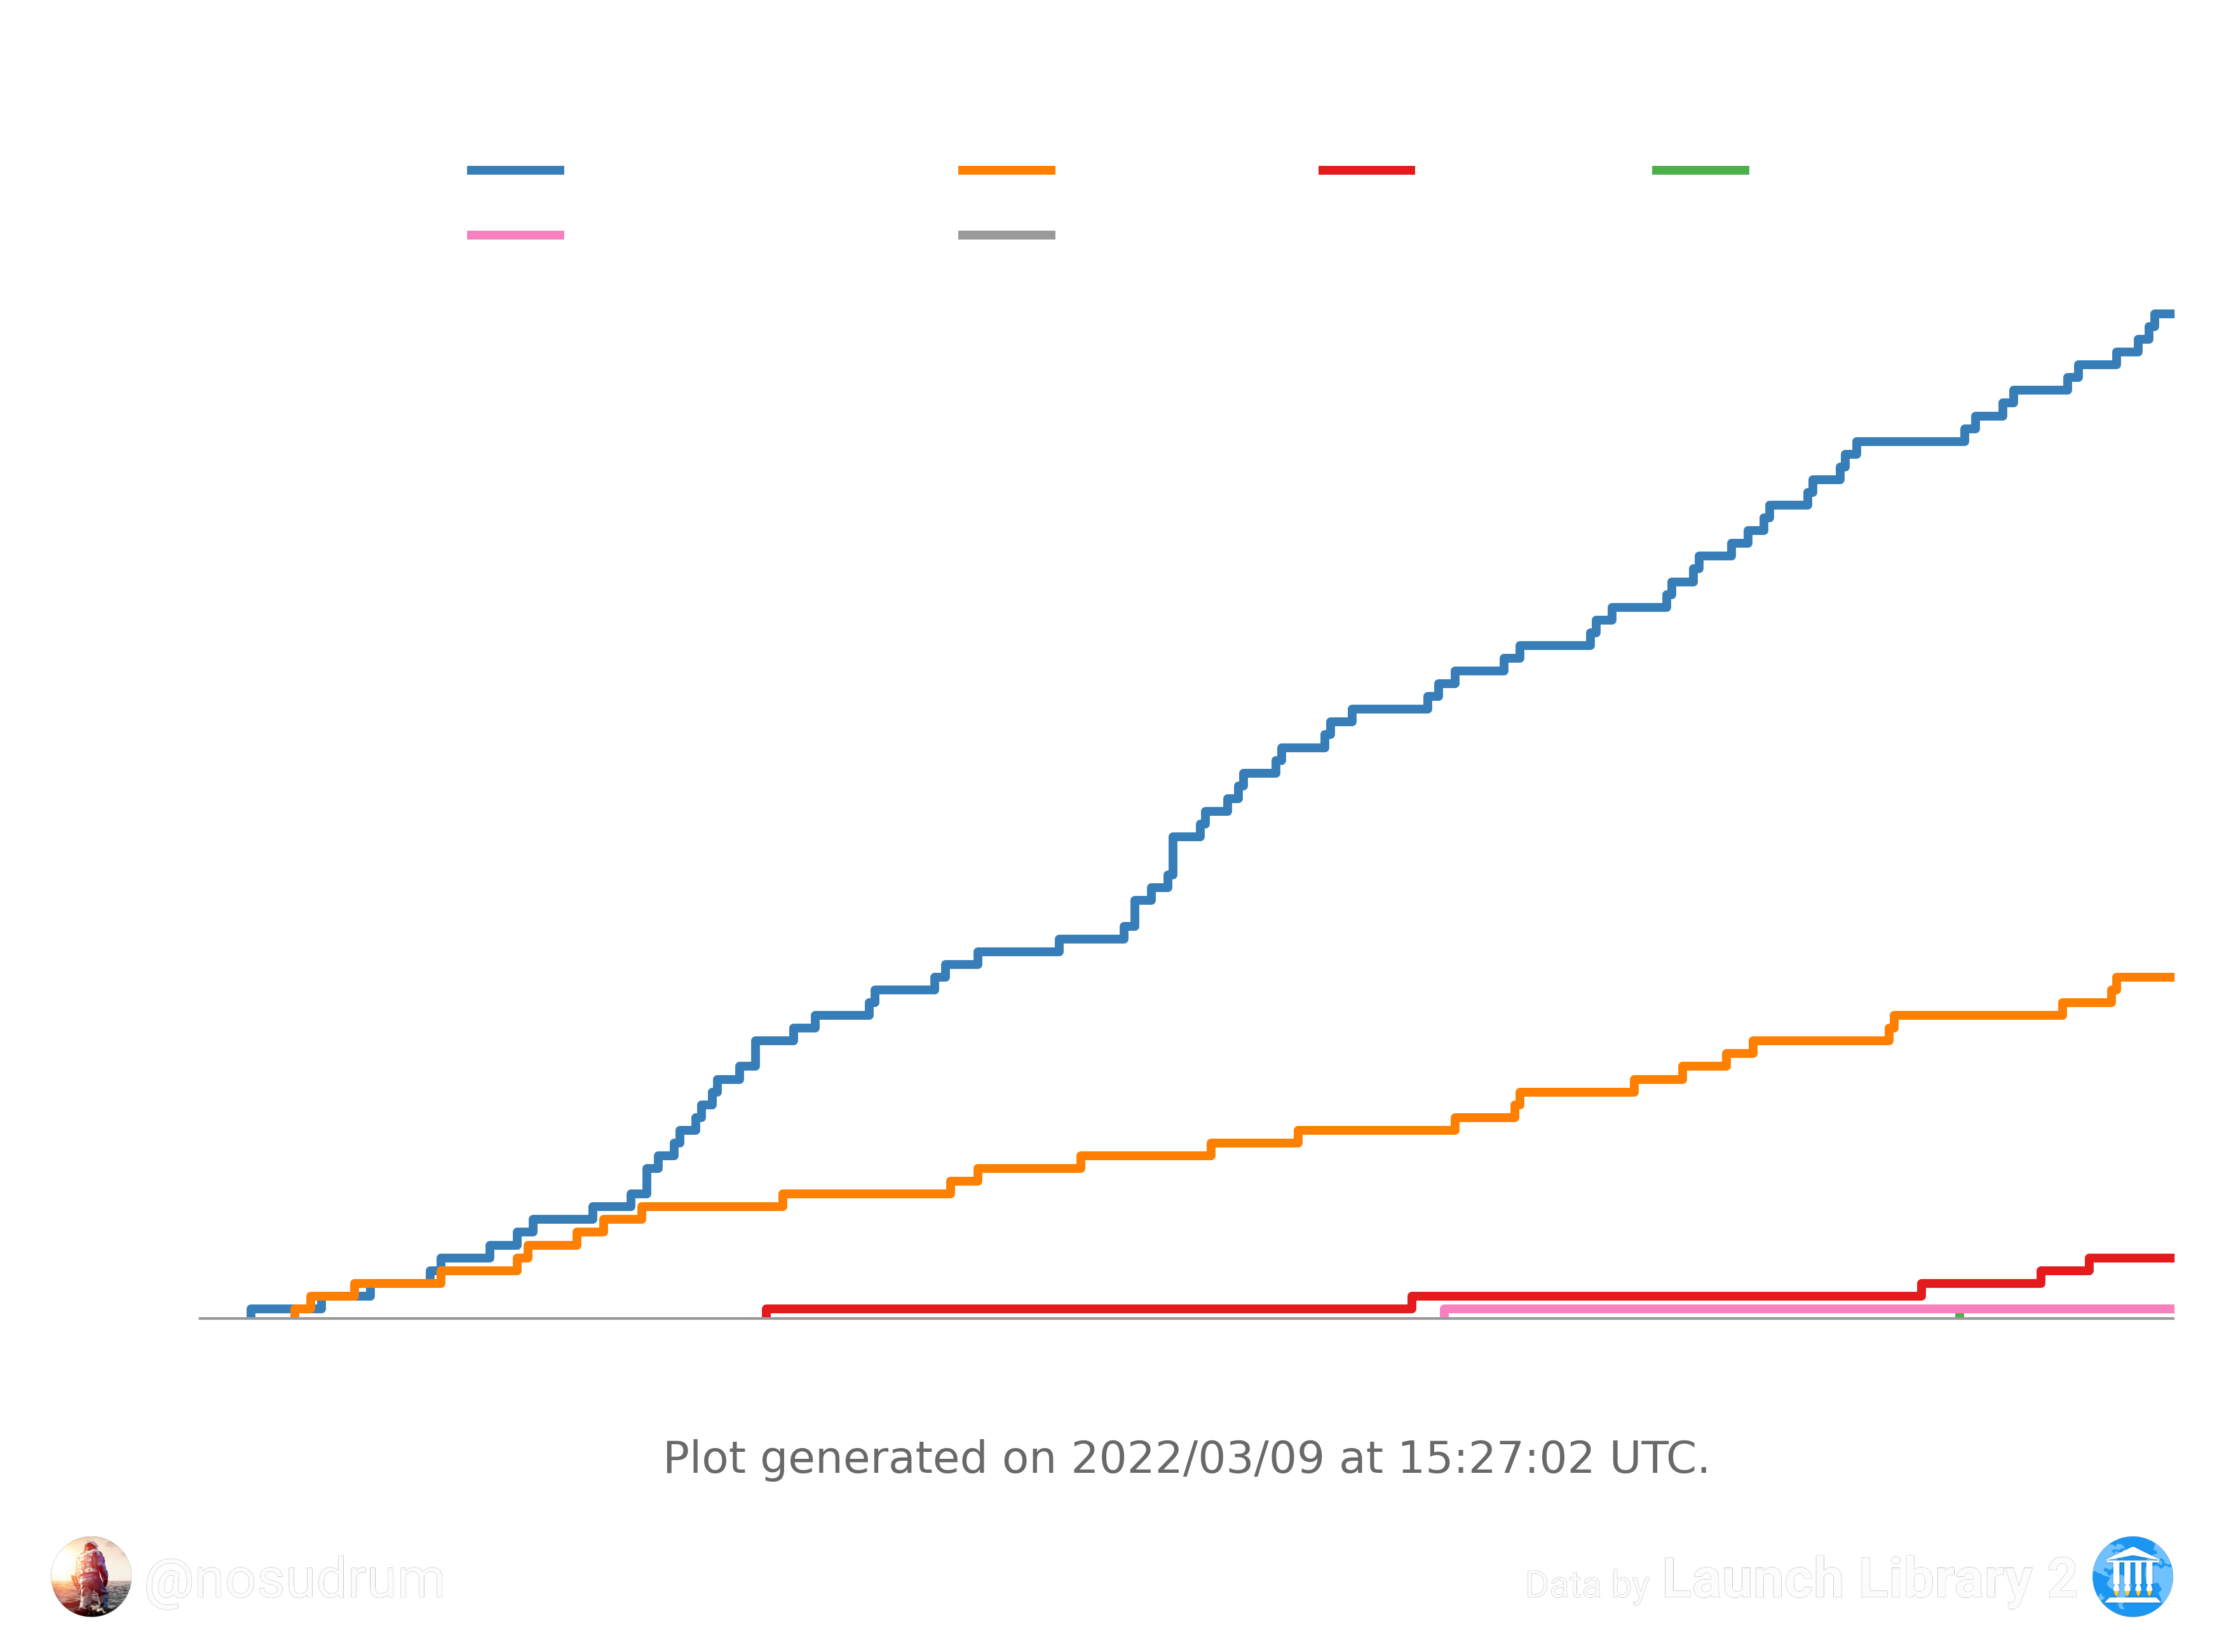 Plot generated on 2022/03/09 at 15:27:02 UTC.
@nosudrum
Data by Launch Library 2